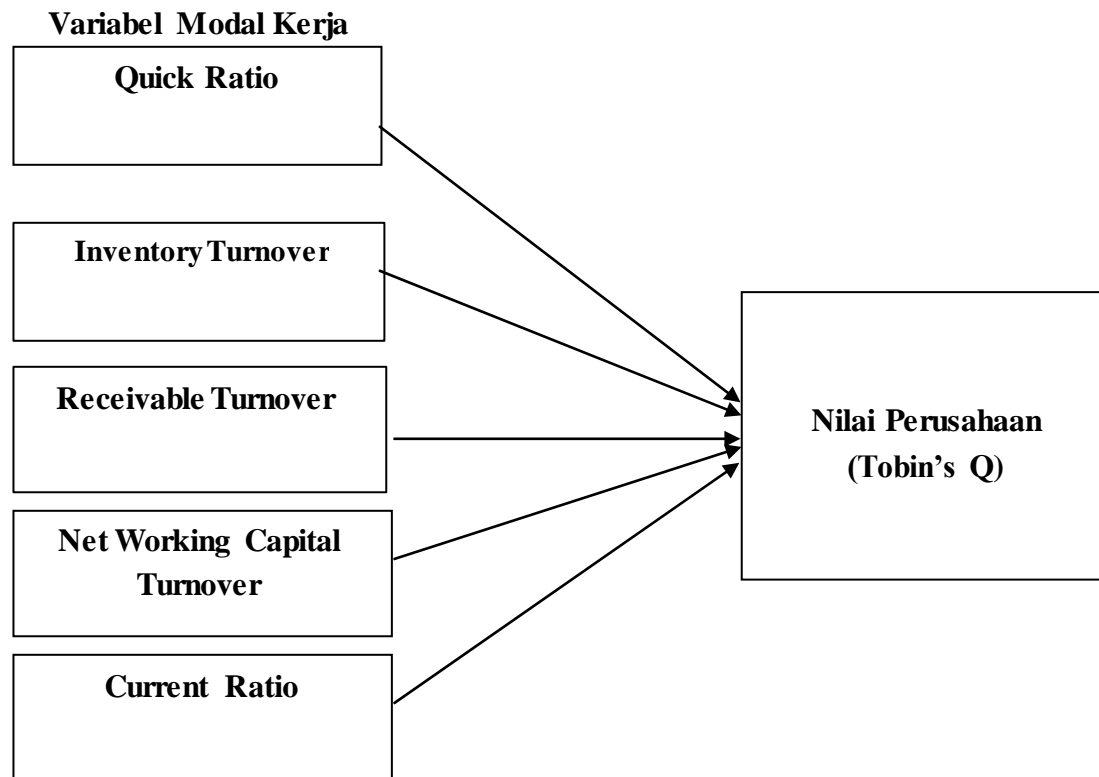 Variabel Modal Kerja
Quick Ratio
Inventory Turnover
Receivable Turnover
Net Working Capital
Turnover
Current Ratio
Nilai Perusahaan
(Tobin’s Q)